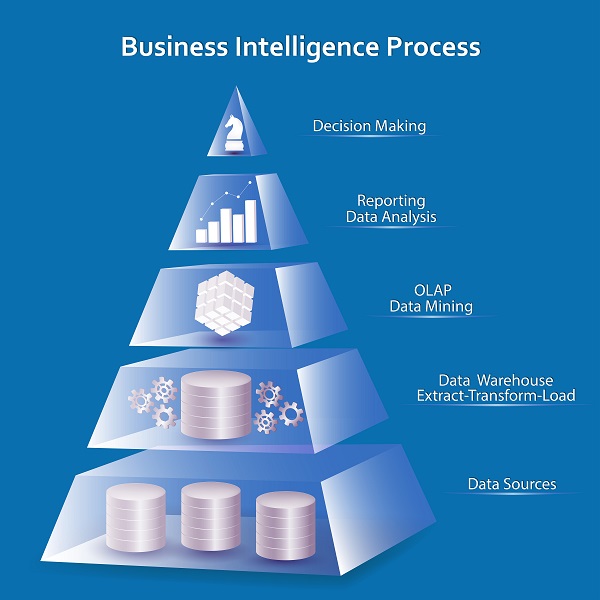 Business Intelligence Process
Decision Making
Reporting
Data Analysis
OLAP
Data Mining
Data Warehouse
Extract-Transform-Load
Data Sources